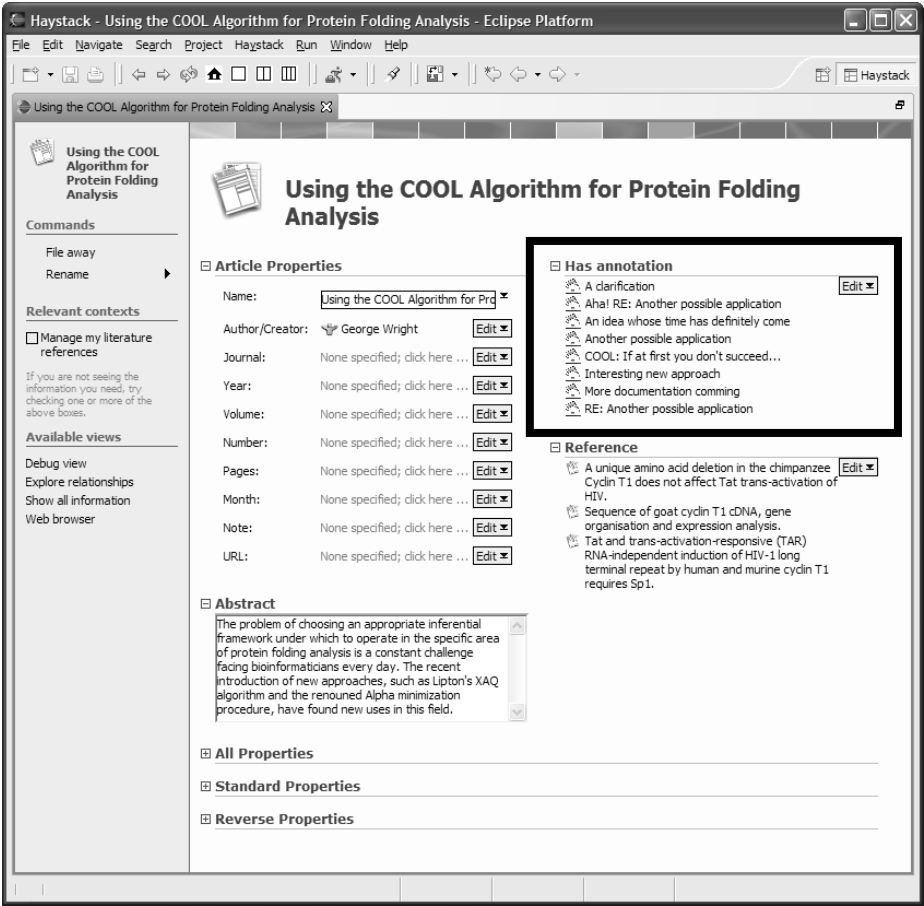 Haystack - Using the COOL Algorithm for Protein Folding Analysis - Eclipse Platform
File Edit Navigate Search Project Haystack Run Window Help
Haystack
Using the COOL Algorithm for Protein Folding Analysis
Using the COOL
Algorithm for
Protein Folding
Analysis
Commands
File away
Rename
Relevant contexts
Manage my literature
references
If you are not seeing the
information you need, try
checking one or more of the
above boxes.
Available views
Debug view
Explore relationships
Show all information
Web browser
Using the COOL Algorithm for Protein Folding
Analysis
Article Properties
Name: Using the COOL Algorithm for Pro
Author/Creator: George Wright Edit
Journal: None specified; click here ... Edit
Year: None specified; click here ... Edit
Volume: None specified; click here ... Edit
Number: None specified; click here ... Edit
Pages: None specified; click here ... Edit
Month: None specified; click here ... Edit
Note: None specified; click here ... Edit
URL: None specified; click here ... Edit
Abstract
The problem of choosing an appropriate inferential
framework under which to operate in the specific area
of protein folding analysis is a constant challenge
facing bioinformaticians every day. The recent
introduction of new approaches, such as Lipton's XAQ
algorithm and the renouned Alpha minimization
procedure, have found new uses in this field.
Has annotation
A clarification Edit
Aha! RE: Another possible application
An idea whose time has definitely come
Another possible application
COOL: If at first you don't succeed...
Interesting new approach
More documentation comming
RE: Another possible application
Reference
A unique amino acid deletion in the chimpanzee Edit
Cyclin T1 does not affect Tat trans-activation of
HIV.
Sequence of goat cyclin T1 cDNA, gene
organisation and expression analysis.
Tat and trans-activation-responsive (TAR)
RNA-independent induction of HIV-1 long
terminal repeat by human and murine cyclin T1
requires Sp1.
All Properties
Standard Properties
Reverse Properties